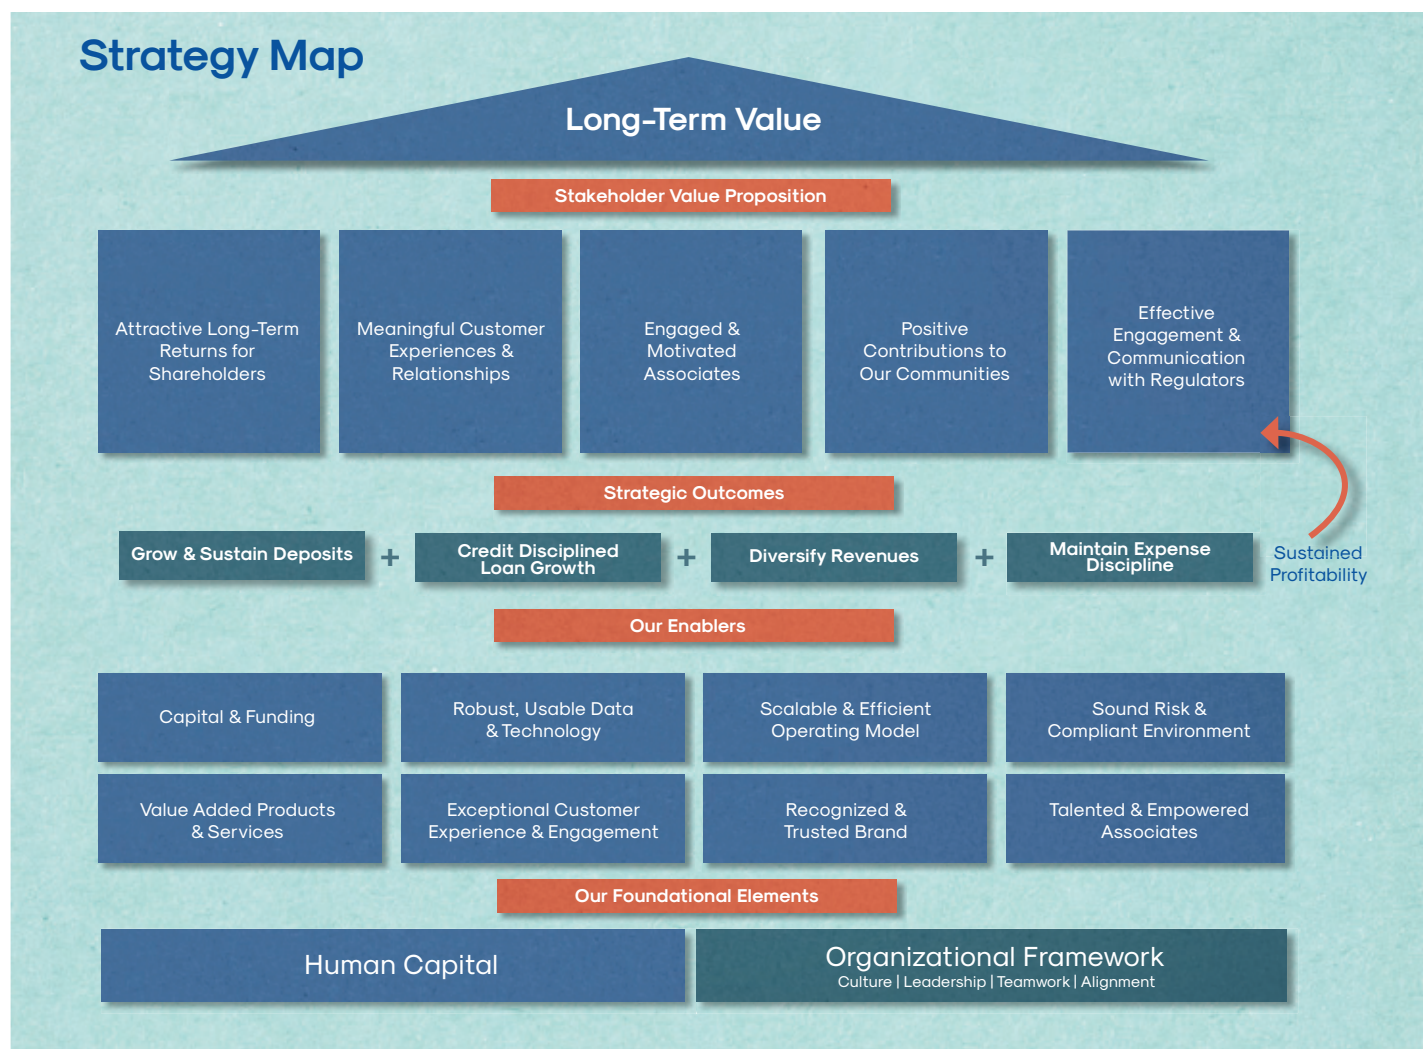 Strategy Map
Long-Term Value
Stakeholder Value Proposition
Attractive Long-Term
Returns for
Shareholders
Meaningful Customer
Experiences &
Relationships
Engaged &
Motivated
Associates
Positive
Contributions to
Our Communities
Effective
Engagement &
Communication
with Regulators
Strategic Outcomes
Grow & Sustain Deposits
+
Credit Disciplined
Loan Growth
+
Diversify Revenues
+
Maintain Expense
Discipline
Sustained
Profitability
Our Enablers
Capital & Funding
Robust, Usable Data
& Technology
Scalable & Efficient
Operating Model
Sound Risk &
Compliant Environment
Value Added Products
& Services
Exceptional Customer
Experience & Engagement
Recognized &
Trusted Brand
Talented & Empowered
Associates
Our Foundational Elements
Human Capital
Organizational Framework
Culture | Leadership | Teamwork | Alignment